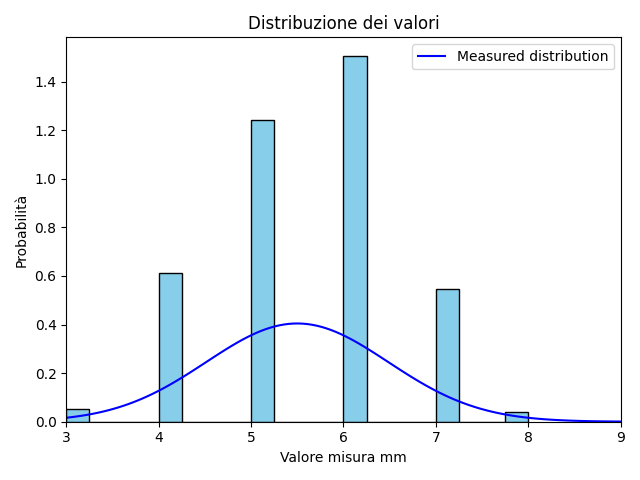 Distribuzione dei valori
Measured distribution
Probabilità
1.4
1.2
1.0
0.8
0.6
0.4
0.2
0.0
3 4 5 6 7 8 9
Valore misura mm